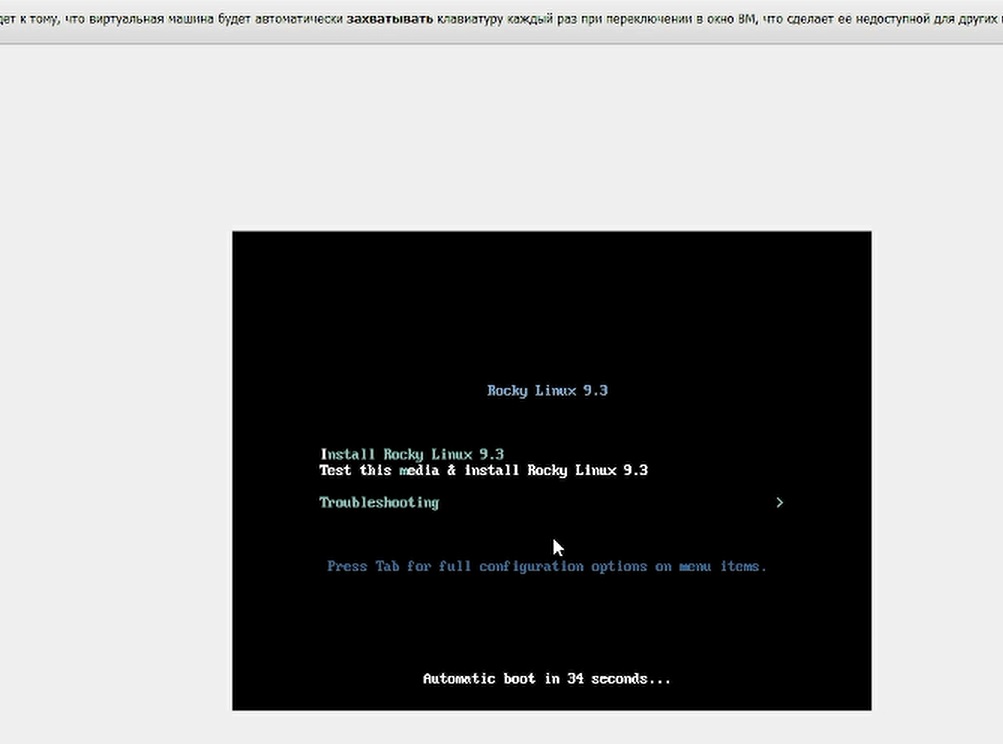 дет к тому, что виртуальная машина будет автоматически захватывать клавиатуру каждый раз при переключении в окно ВМ, что сделает её недоступной для других
Rocky Linux 9.3
Install Rocky Linux 9.3
Test this media & install Rocky Linux 9.3
Troubleshooting >
Press Tab for full configuration options on menu items.
Automatic boot in 34 seconds...